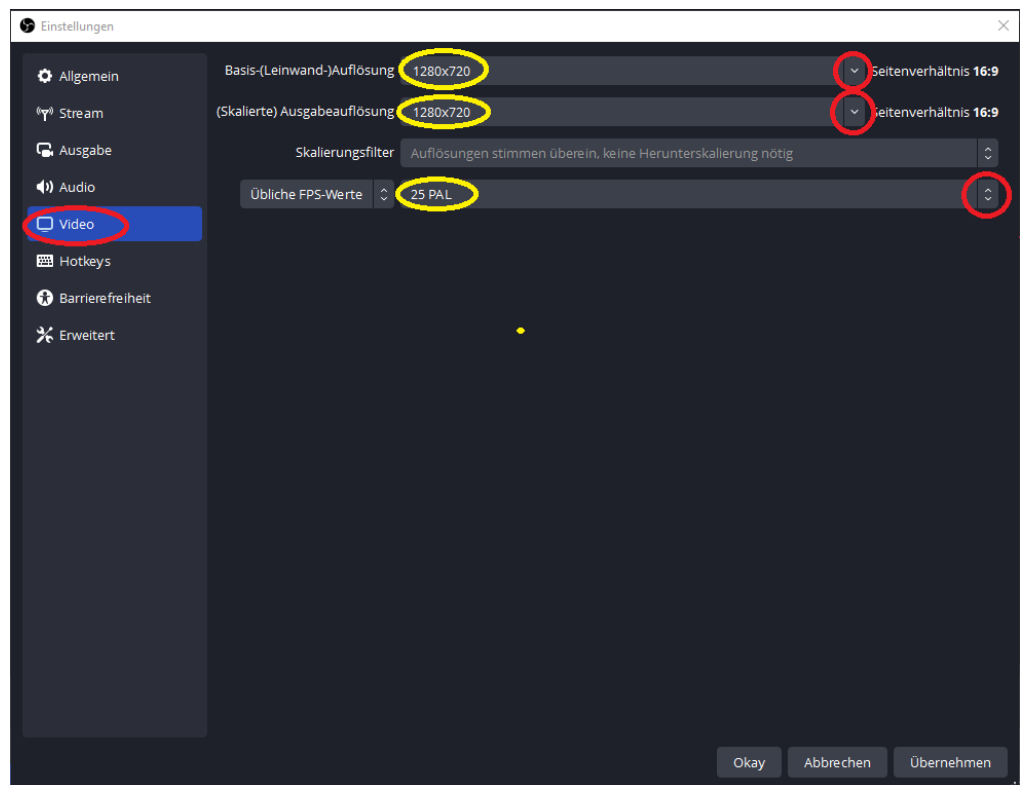 Einstellungen
Allgemein
Stream
Ausgabe
Audio
Video
Hotkeys
Barrierefreiheit
Erweitert
Basis-(Leinwand-)Auflösung 1280x720 Seitenverhältnis 16:9
(Skalierte) Ausgabeauflösung 1280x720 Seitenverhältnis 16:9
Skalierungsfilter Auflösungen stimmen überein, keine Herunterskalierung nötig
Übliche FPS-Werte 25 PAL
Okay Abbrechen Übernehmen